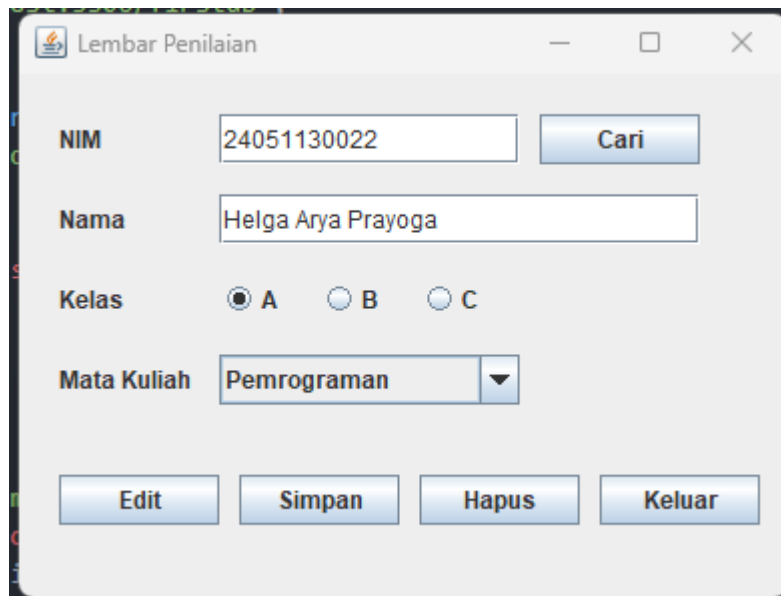 Lembar Penilaian
NIM 24051130022 Cari
Nama Helga Arya Prayoga
Kelas A B C
Mata Kuliah Pemrograman
Edit Simpan Hapus Keluar